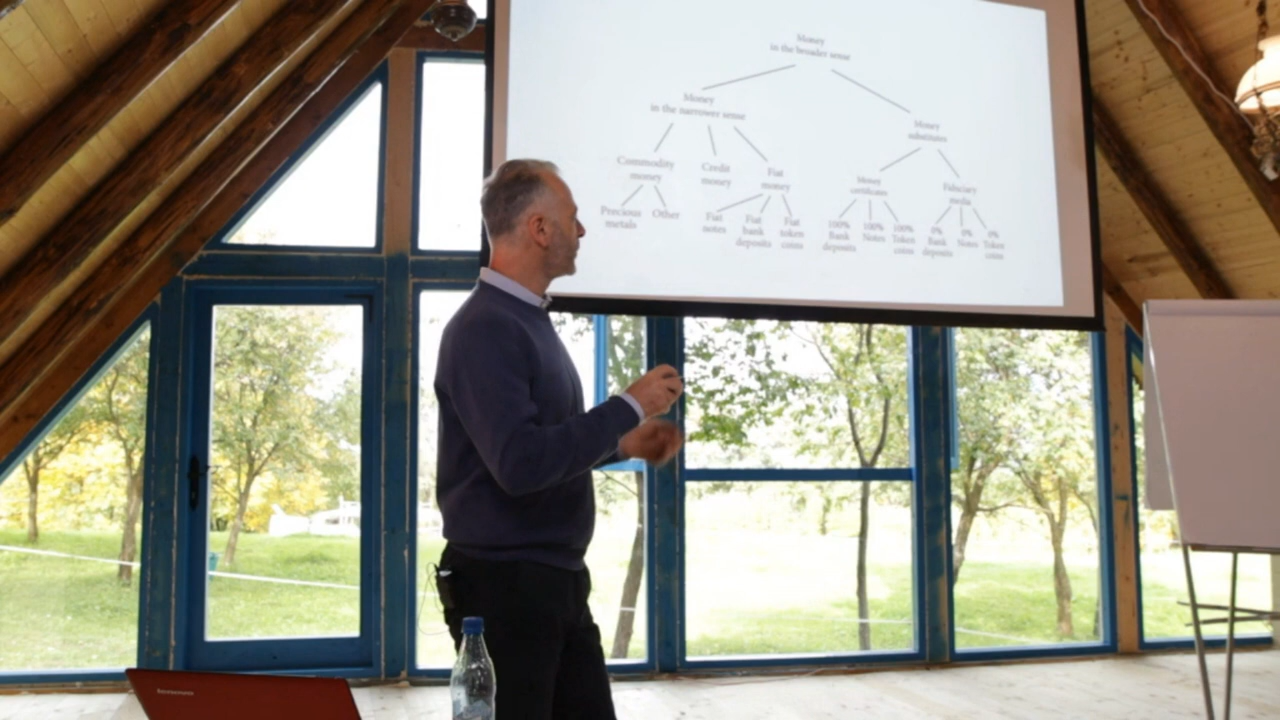 Money
in the broader sense
Money
in the narrower sense
Money
substitutes
Commodity
money
Credit
money
Fiat
money
Money
certificates
Fiduciary
media
Precious
metals
Other
Fiat
notes
Fiat
bank
deposits
Fiat
token
coins
100%
Bank
deposits
100%
Notes
100%
Token
coins
0%
Bank
deposits
0%
Notes
0%
Token
coins
lenovo